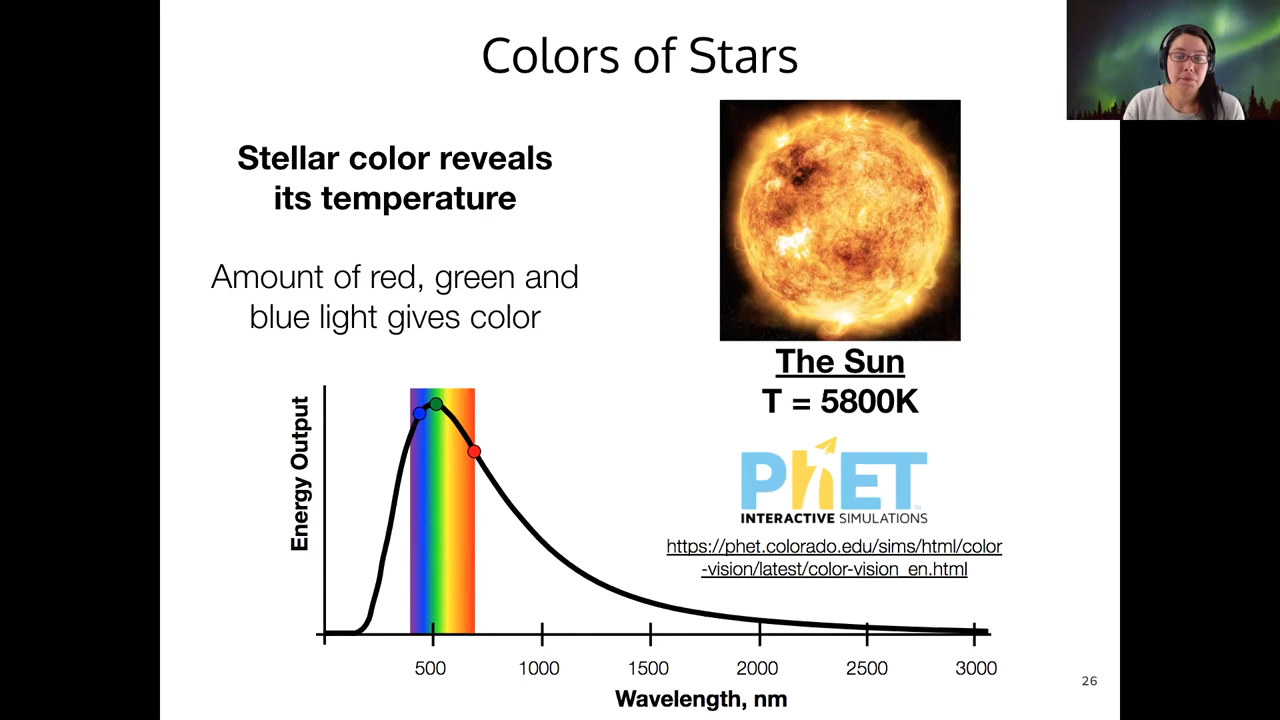 Colors of Stars
Stellar color reveals
its temperature
Amount of red, green and
blue light gives color
The Sun
T = 5800K
PhET
INTERACTIVE SIMULATIONS
https://phet.colorado.edu/sims/html/color
-vision/latest/color-vision_en.html
Energy Output
500 1000 1500 2000 2500 3000
Wavelength, nm
26